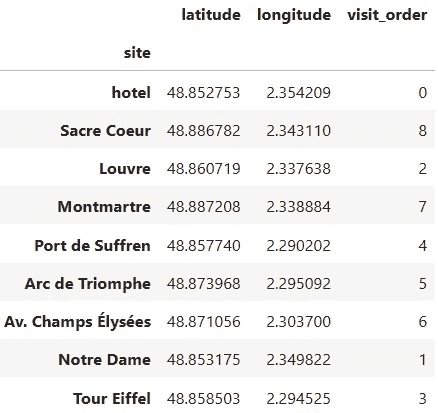 latitude longitude visit_order
site
hotel 48.852753 2.354209 0
Sacre Coeur 48.886782 2.343110 8
Louvre 48.860719 2.337638 2
Montmartre 48.887208 2.338884 7
Port de Suffren 48.857740 2.290202 4
Arc de Triomphe 48.873968 2.295092 5
Av. Champs Élysées 48.871056 2.303700 6
Notre Dame 48.853175 2.349822 1
Tour Eiffel 48.858503 2.294525 3